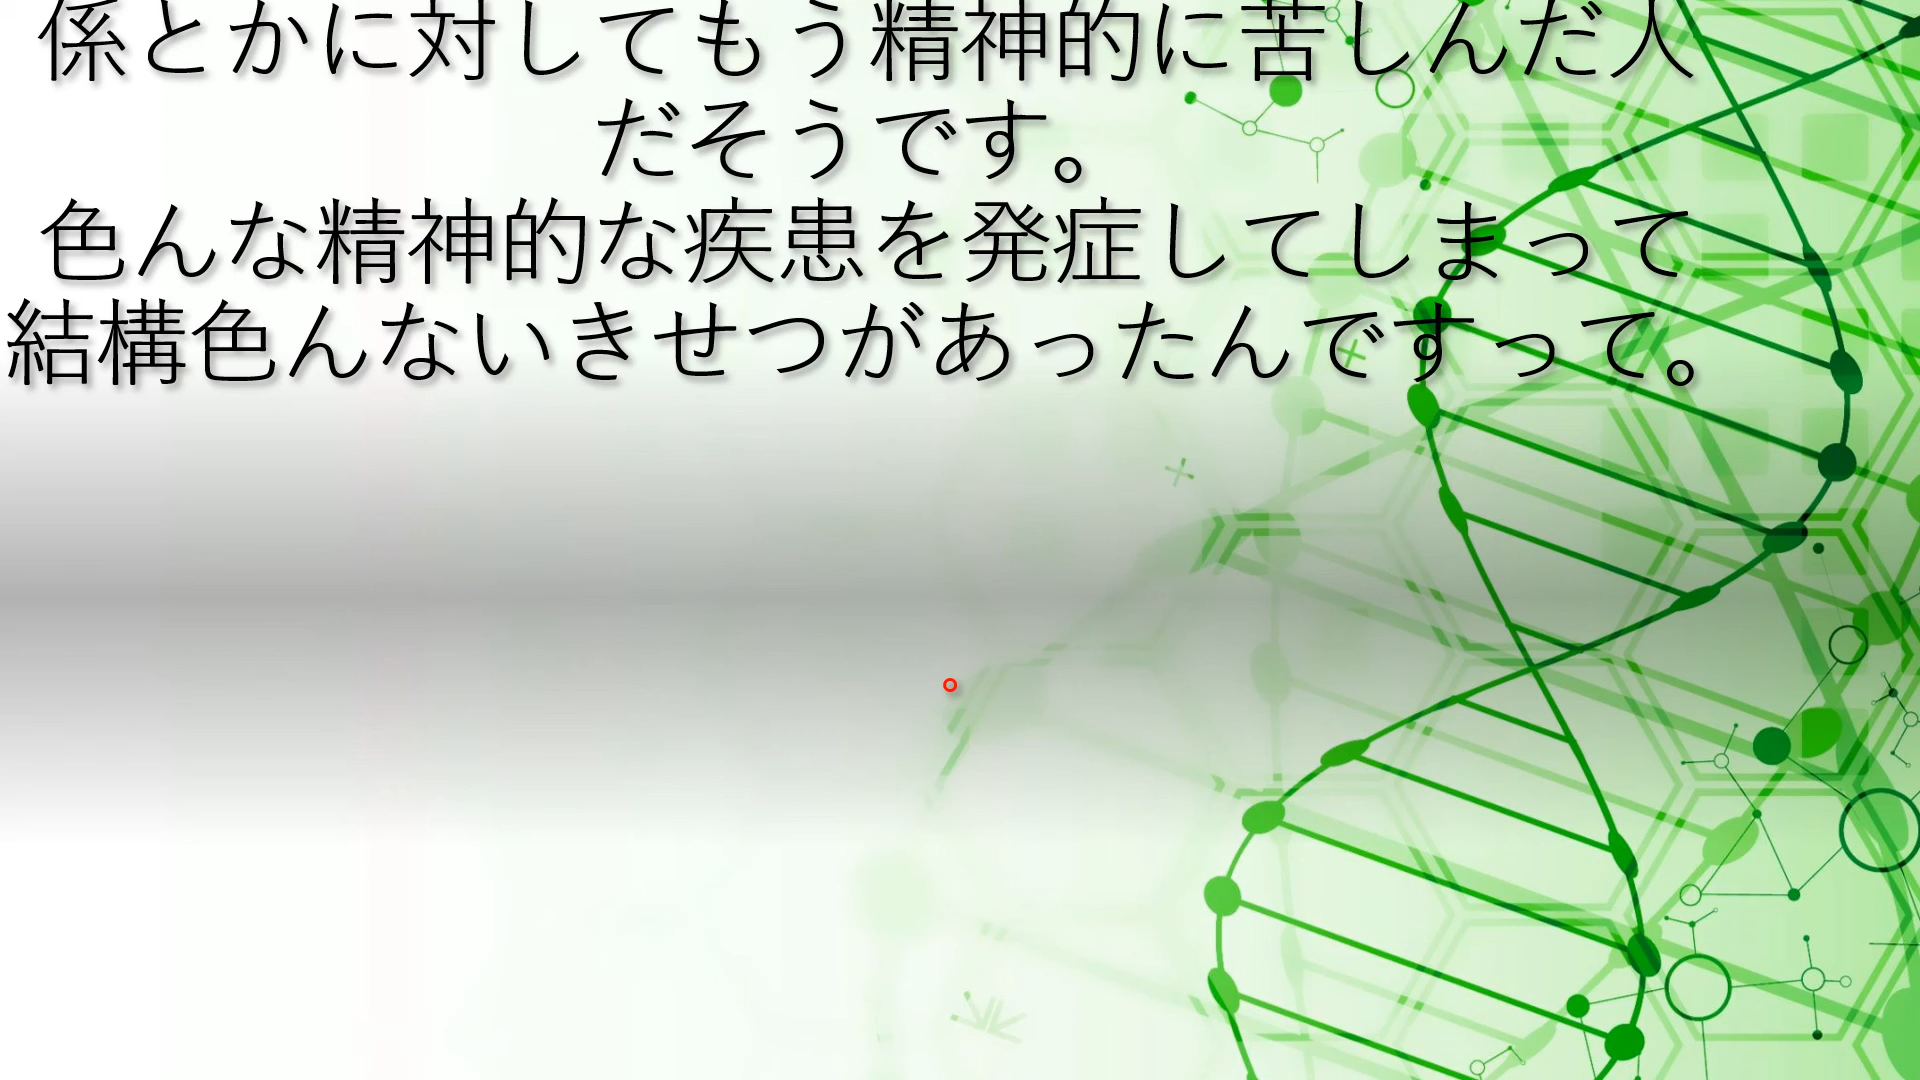 係とかに対してもう精神的に苦しんだ人
だそうです。
色んな精神的な疾患を発症してしまって
結構色んないきせつがあったんですって。